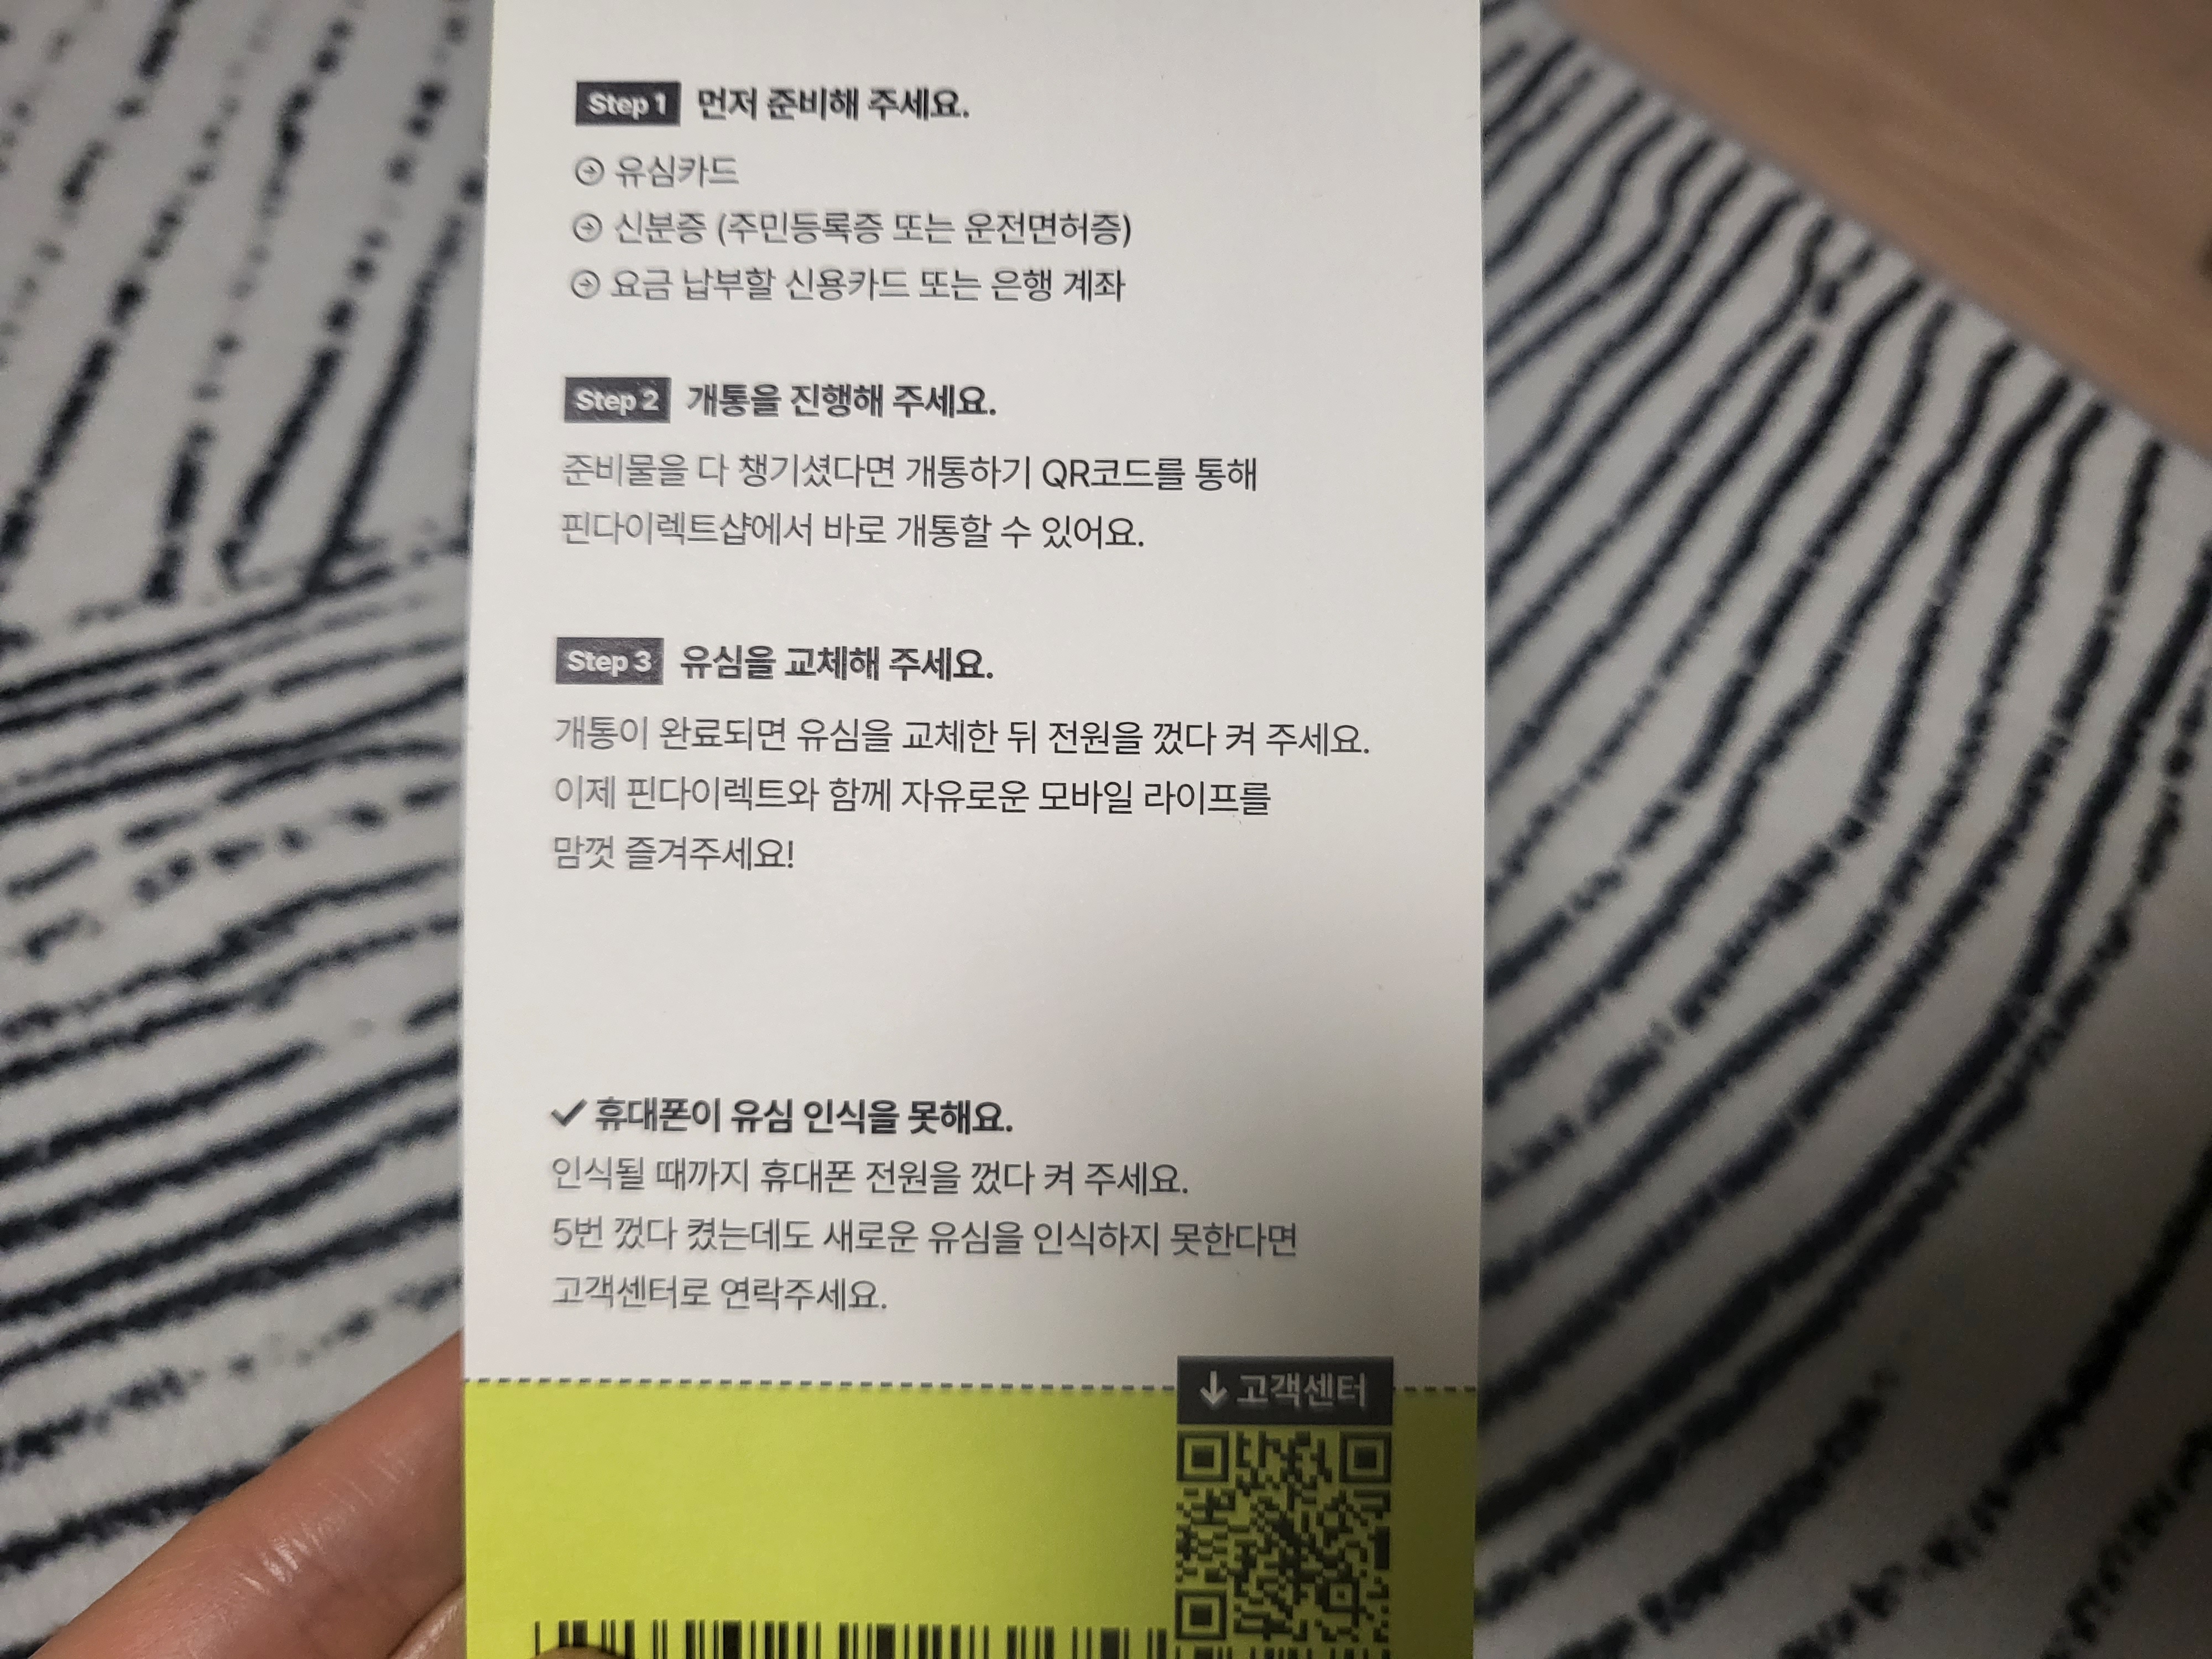 Step 1 먼저 준비해 주세요.
유심카드
신분증 (주민등록증 또는 운전면허증)
요금 납부할 신용카드 또는 은행 계좌
Step 2 개통을 진행해 주세요.
준비물을 다 챙기셨다면 개통하기 QR코드를 통해
핀다이렉트샵에서 바로 개통할 수 있어요.
Step 3 유심을 교체해 주세요.
개통이 완료되면 유심을 교체한 뒤 전원을 껐다 켜 주세요.
이제 핀다이렉트와 함께 자유로운 모바일 라이프를
맘껏 즐겨주세요!
✓ 휴대폰이 유심 인식을 못해요.
인식될 때까지 휴대폰 전원을 껐다 켜 주세요.
5번 껐다 켰는데도 새로운 유심을 인식하지 못한다면
고객센터로 연락주세요.
↓ 고객센터